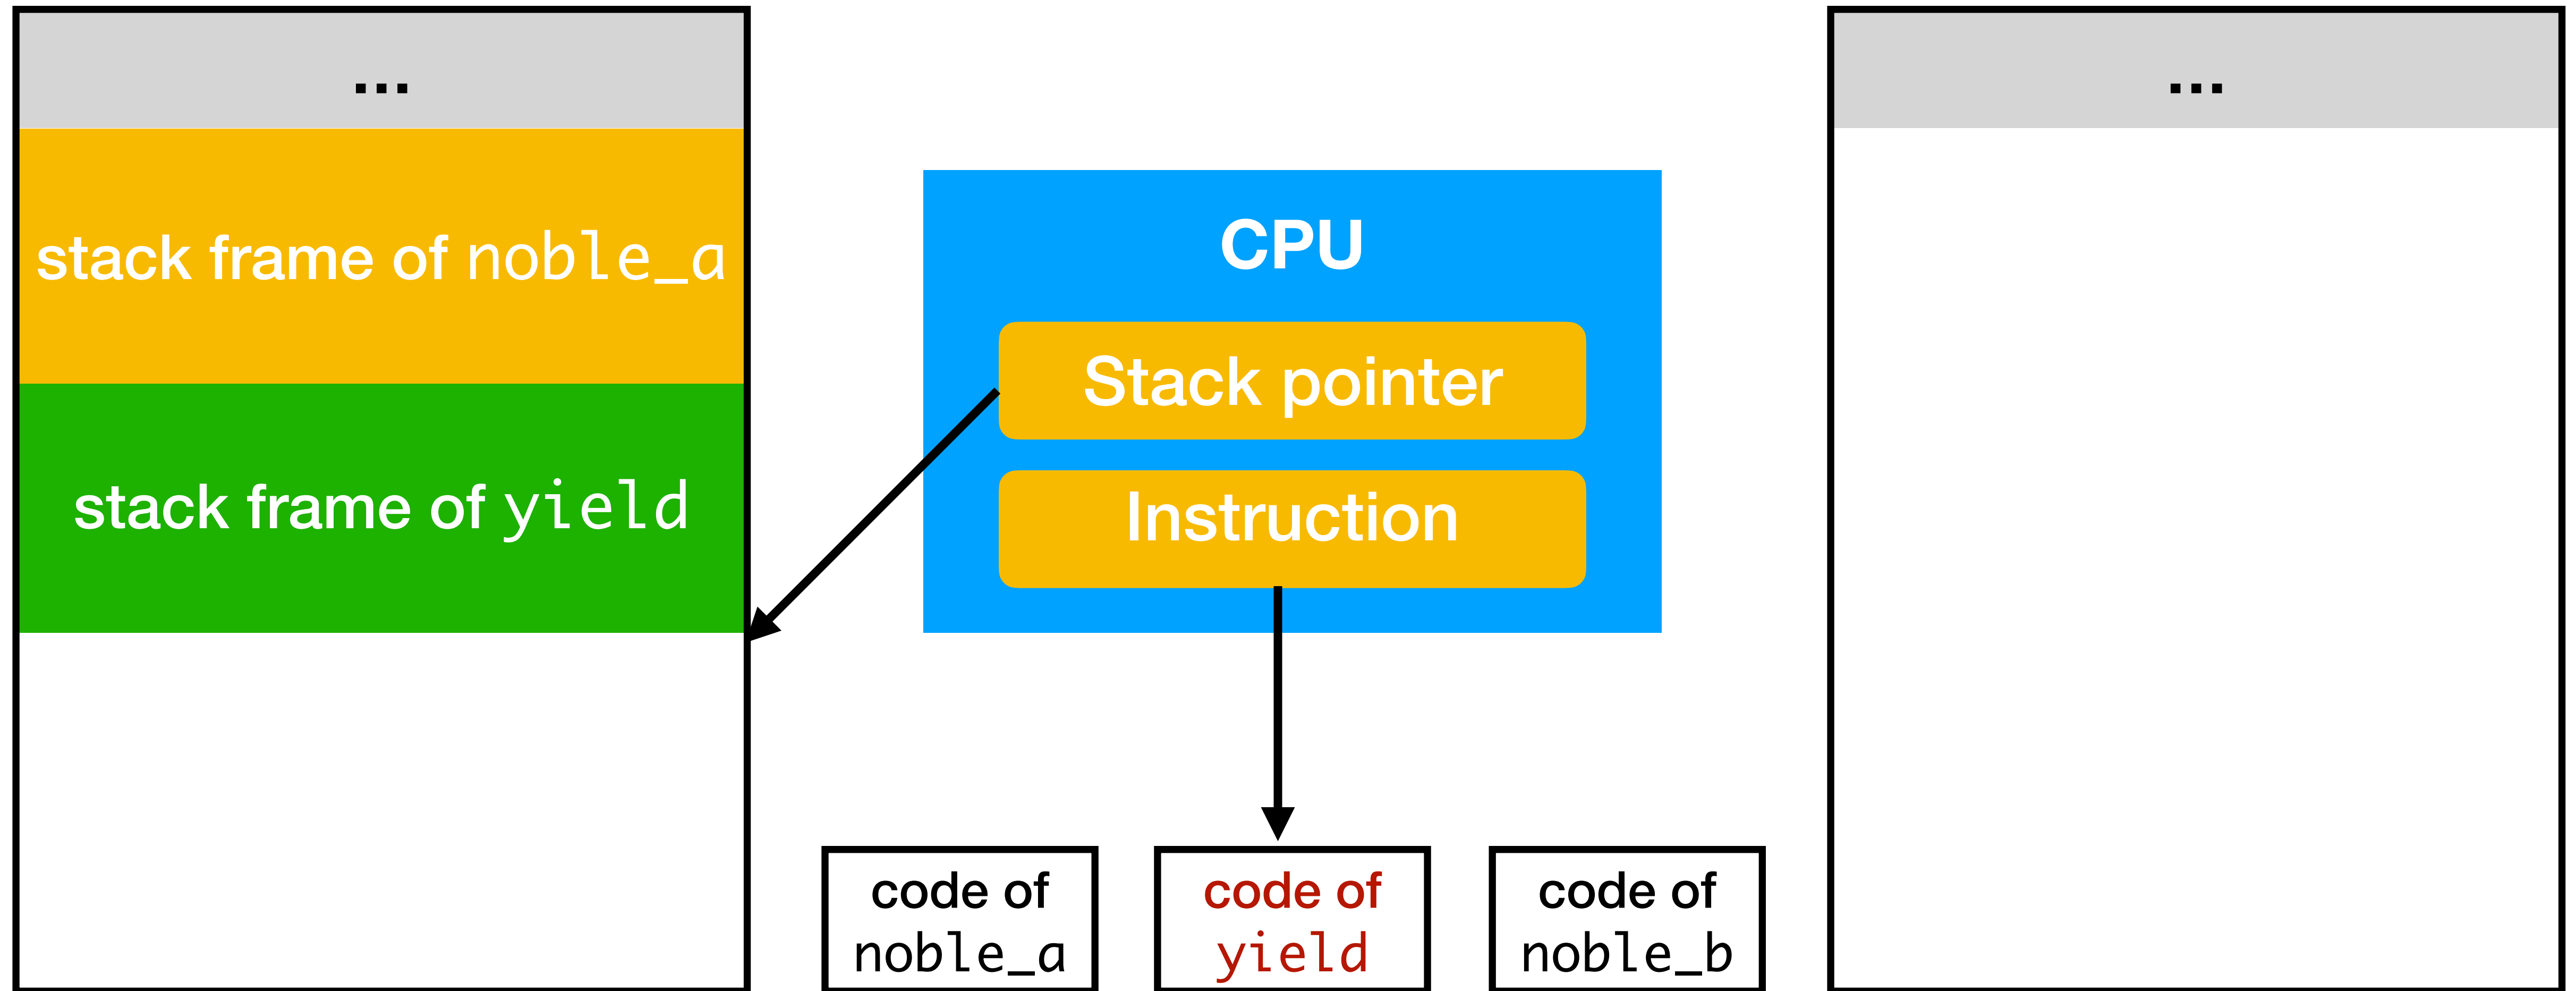 ...
stack frame of noble_a
stack frame of yield
CPU
Stack pointer
Instruction
code of
noble_a
code of
yield
code of
noble_b
...